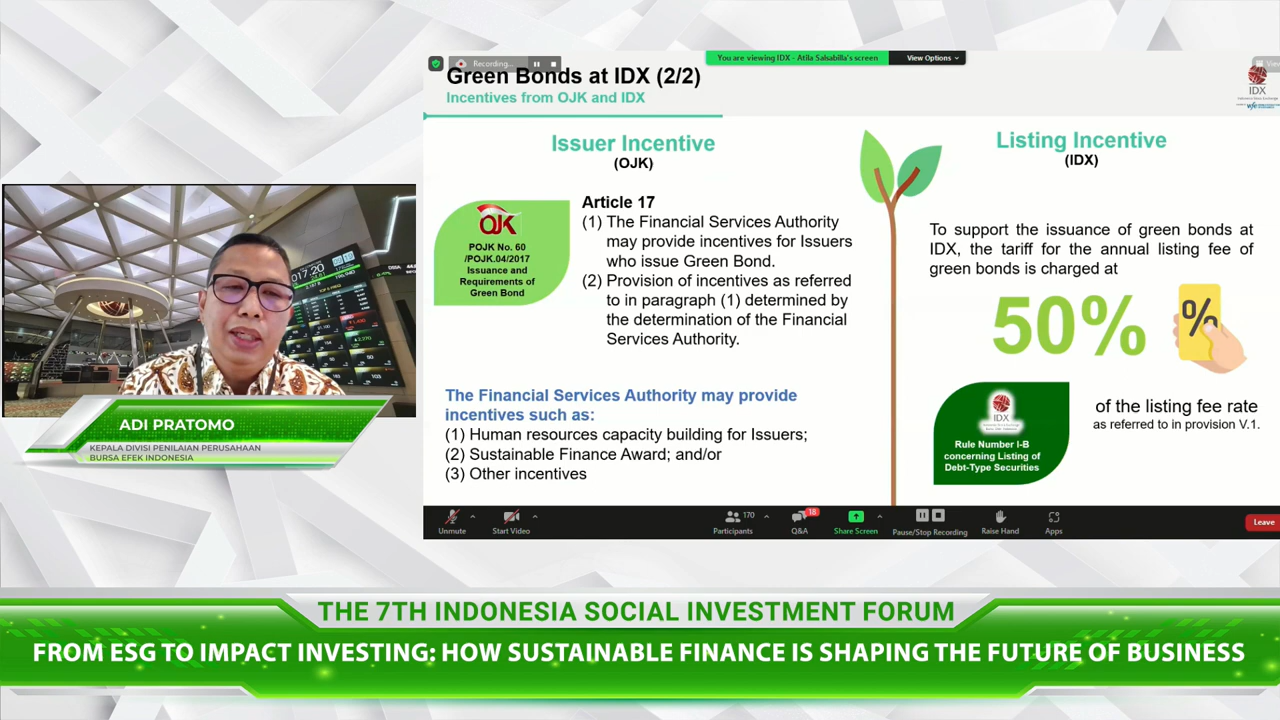 Recording...
You are viewing IDX - Atila Salsabilla's screen
View Options
View
Green Bonds at IDX (2/2)
Incentives from OJK and IDX
IDX
Issuer Incentive
(OJK)
OJK
POJK No. 60
/POJK.04/2017
Issuance and
Requirements of
Green Bond
Article 17
(1) The Financial Services Authority
may provide incentives for Issuers
who issue Green Bond.
(2) Provision of incentives as referred
to in paragraph (1) determined by
the determination of the Financial
Services Authority.
The Financial Services Authority may provide
incentives such as:
(1) Human resources capacity building for Issuers;
(2) Sustainable Finance Award; and/or
(3) Other incentives
Listing Incentive
(IDX)
To support the issuance of green bonds at
IDX, the tariff for the annual listing fee of
green bonds is charged at
50%
%
IDX
Rule Number I-B
concerning Listing of
Debt-Type Securities
of the listing fee rate
as referred to in provision V.1.
Unmute
Start Video
170
Participants
18
Q&A
Share Screen
Pause/Stop Recording
Raise Hand
Apps
Leave
ADI PRATOMO
KEPALA DIVISI PENILAIAN PERUSAHAAN
BURSA EFEK INDONESIA
THE 7TH INDONESIA SOCIAL INVESTMENT FORUM
FROM ESG TO IMPACT INVESTING: HOW SUSTAINABLE FINANCE IS SHAPING THE FUTURE OF BUSINESS